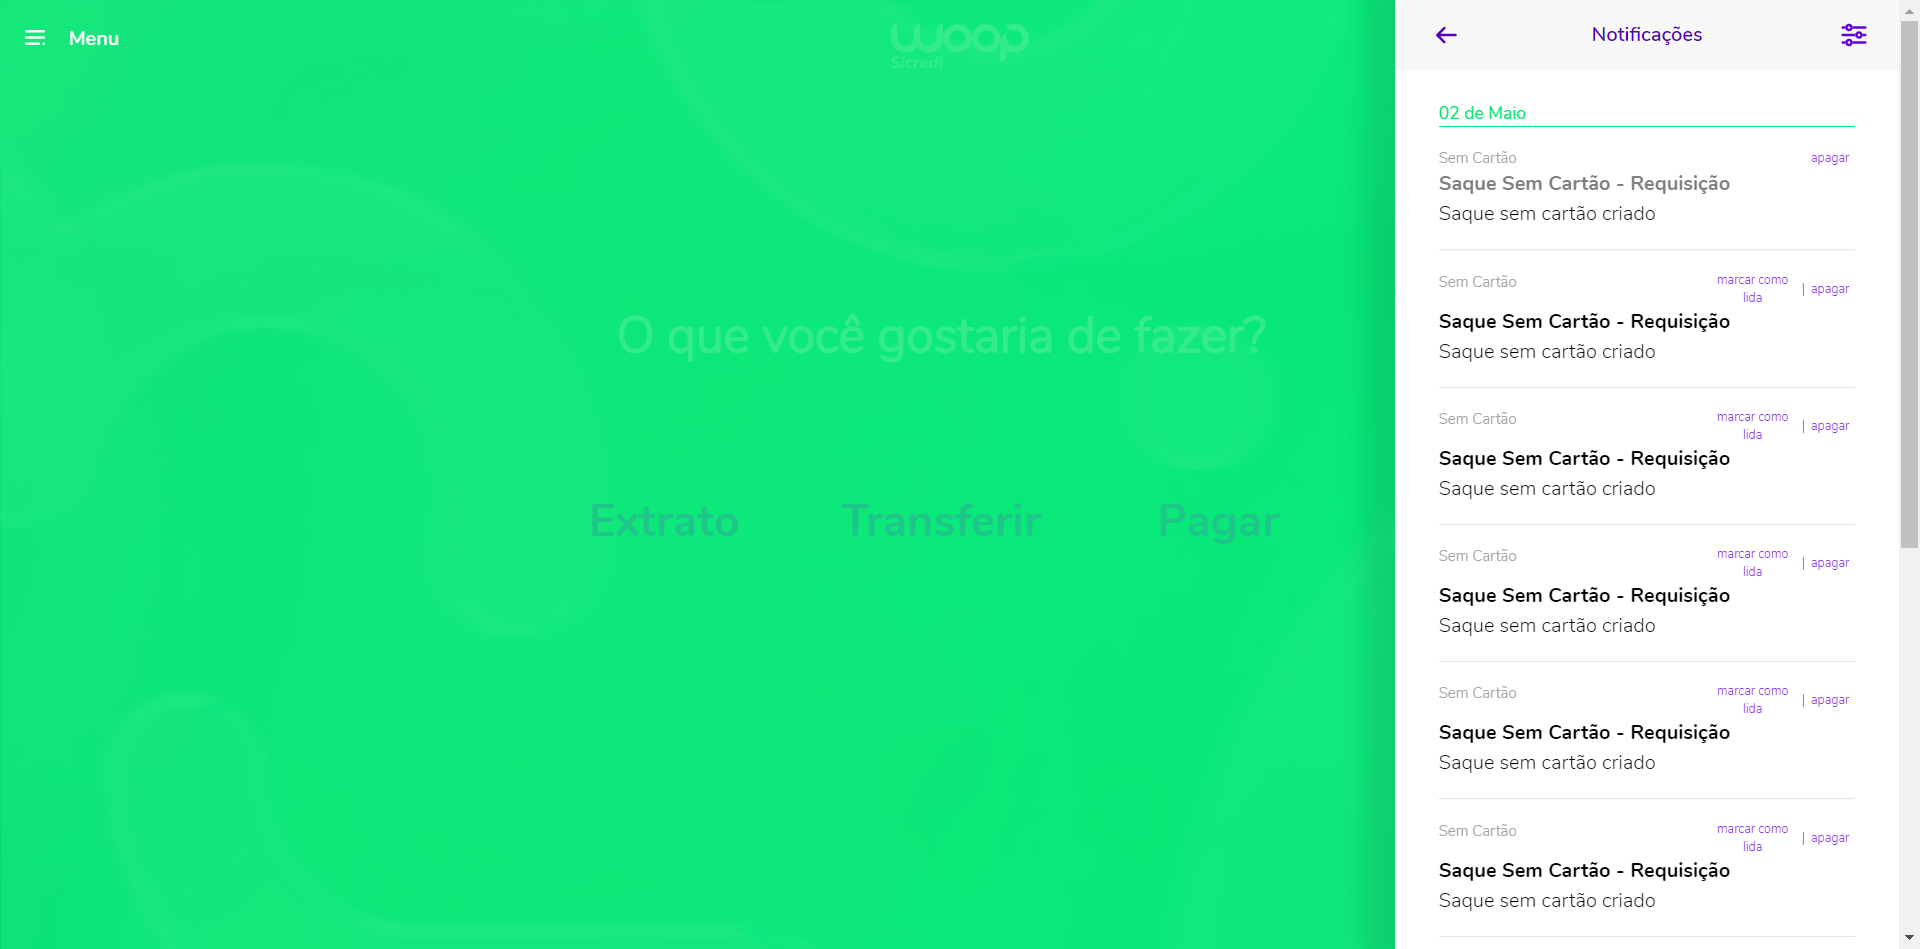 Menu
woop
Sicredi
O que você gostaria de fazer?
Extrato
Transferir
Pagar
Notificações
02 de Maio
Sem Cartão
apagar
Saque Sem Cartão - Requisição
Saque sem cartão criado
Sem Cartão
marcar como
lida
| apagar
Saque Sem Cartão - Requisição
Saque sem cartão criado
Sem Cartão
marcar como
lida
| apagar
Saque Sem Cartão - Requisição
Saque sem cartão criado
Sem Cartão
marcar como
lida
| apagar
Saque Sem Cartão - Requisição
Saque sem cartão criado
Sem Cartão
marcar como
lida
| apagar
Saque Sem Cartão - Requisição
Saque sem cartão criado
Sem Cartão
marcar como
lida
| apagar
Saque Sem Cartão - Requisição
Saque sem cartão criado